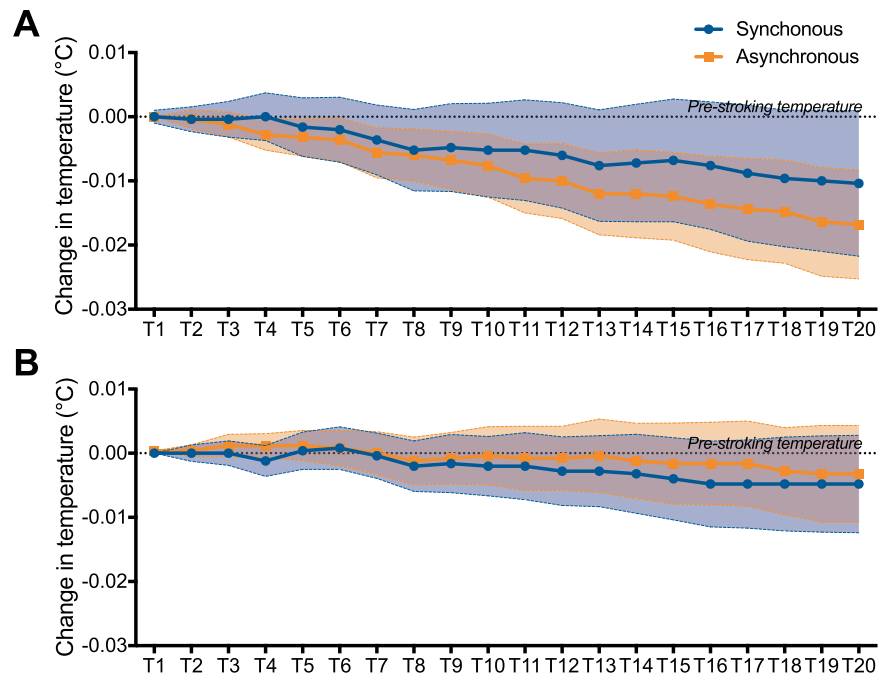 A
Synchonous
Asynchronous
Change in temperature (°C)
0.01
0.00
-0.01
-0.02
-0.03
Pre-stroking temperature
T1 T2 T3 T4 T5 T6 T7 T8 T9 T10 T11 T12 T13 T14 T15 T16 T17 T18 T19 T20
B
Change in temperature (°C)
0.01
0.00
-0.01
-0.02
-0.03
Pre-stroking temperature
T1 T2 T3 T4 T5 T6 T7 T8 T9 T10 T11 T12 T13 T14 T15 T16 T17 T18 T19 T20